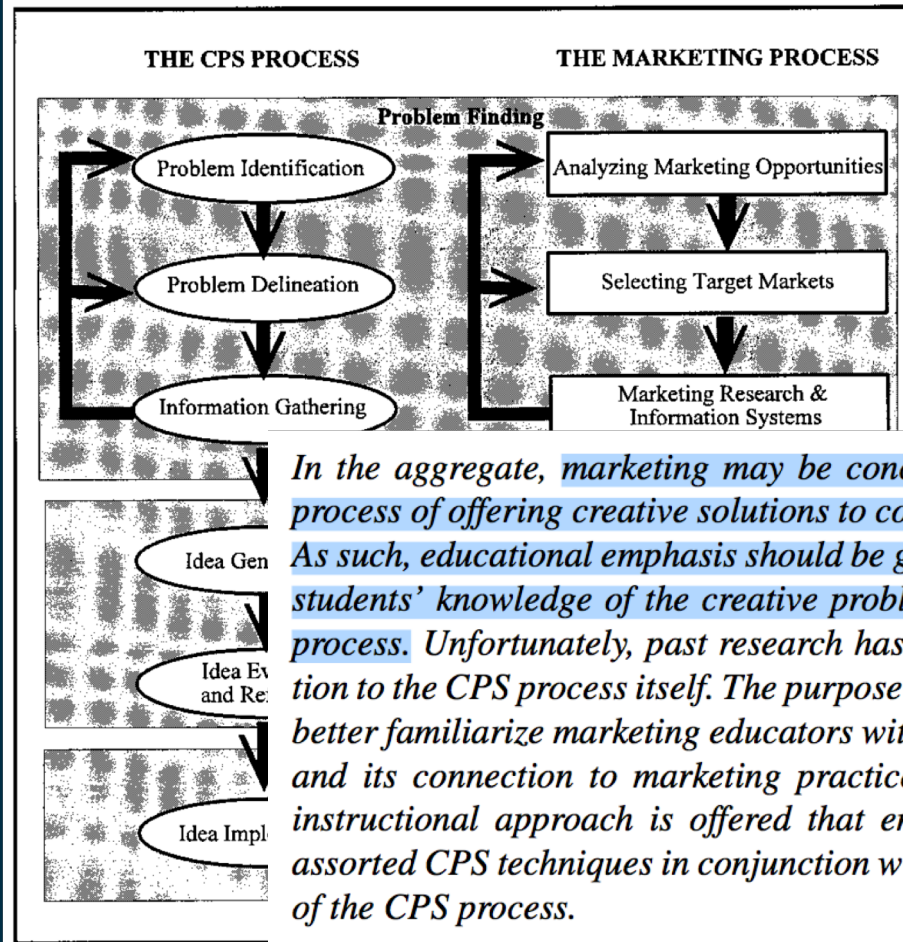 THE CPS PROCESS
THE MARKETING PROCESS
Problem Finding
Problem Identification
Analyzing Marketing Opportunities
Problem Delineation
Selecting Target Markets
Information Gathering
Marketing Research &
Information Systems
Idea Gen
Idea Ev
and Re
Idea Impl
In the aggregate, marketing may be conc
process of offering creative solutions to co
As such, educational emphasis should be g
students' knowledge of the creative probl
process. Unfortunately, past research has
tion to the CPS process itself. The purpose
better familiarize marketing educators wit
and its connection to marketing practice
instructional approach is offered that en
assorted CPS techniques in conjunction w
of the CPS process.